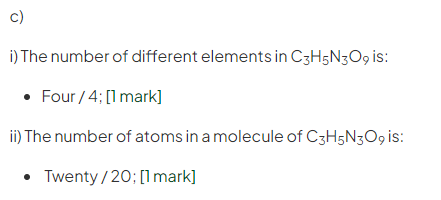 c)
i) The number of different elements in C₃H₅N₃O₉ is:
• Four / 4; [1 mark]
ii) The number of atoms in a molecule of C₃H₅N₃O₉ is:
• Twenty / 20; [1 mark]